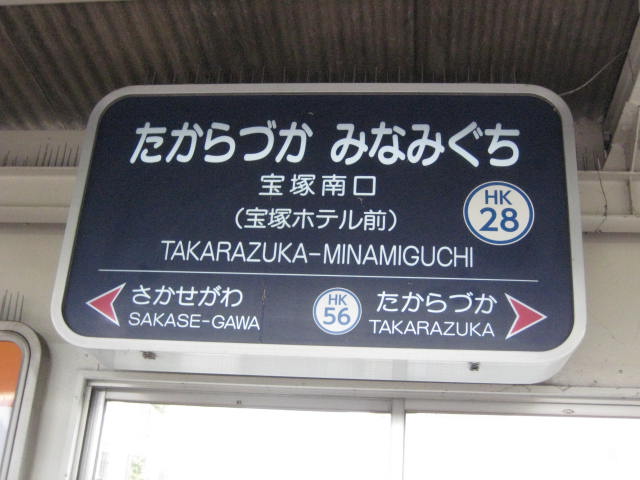 たからづか みなみぐち
宝塚南口
(宝塚ホテル前)
HK
28
TAKARAZUKA-MINAMIGUCHI
さかせがわ
SAKASE-GAWA
HK
56
たからづか
TAKARAZUKA